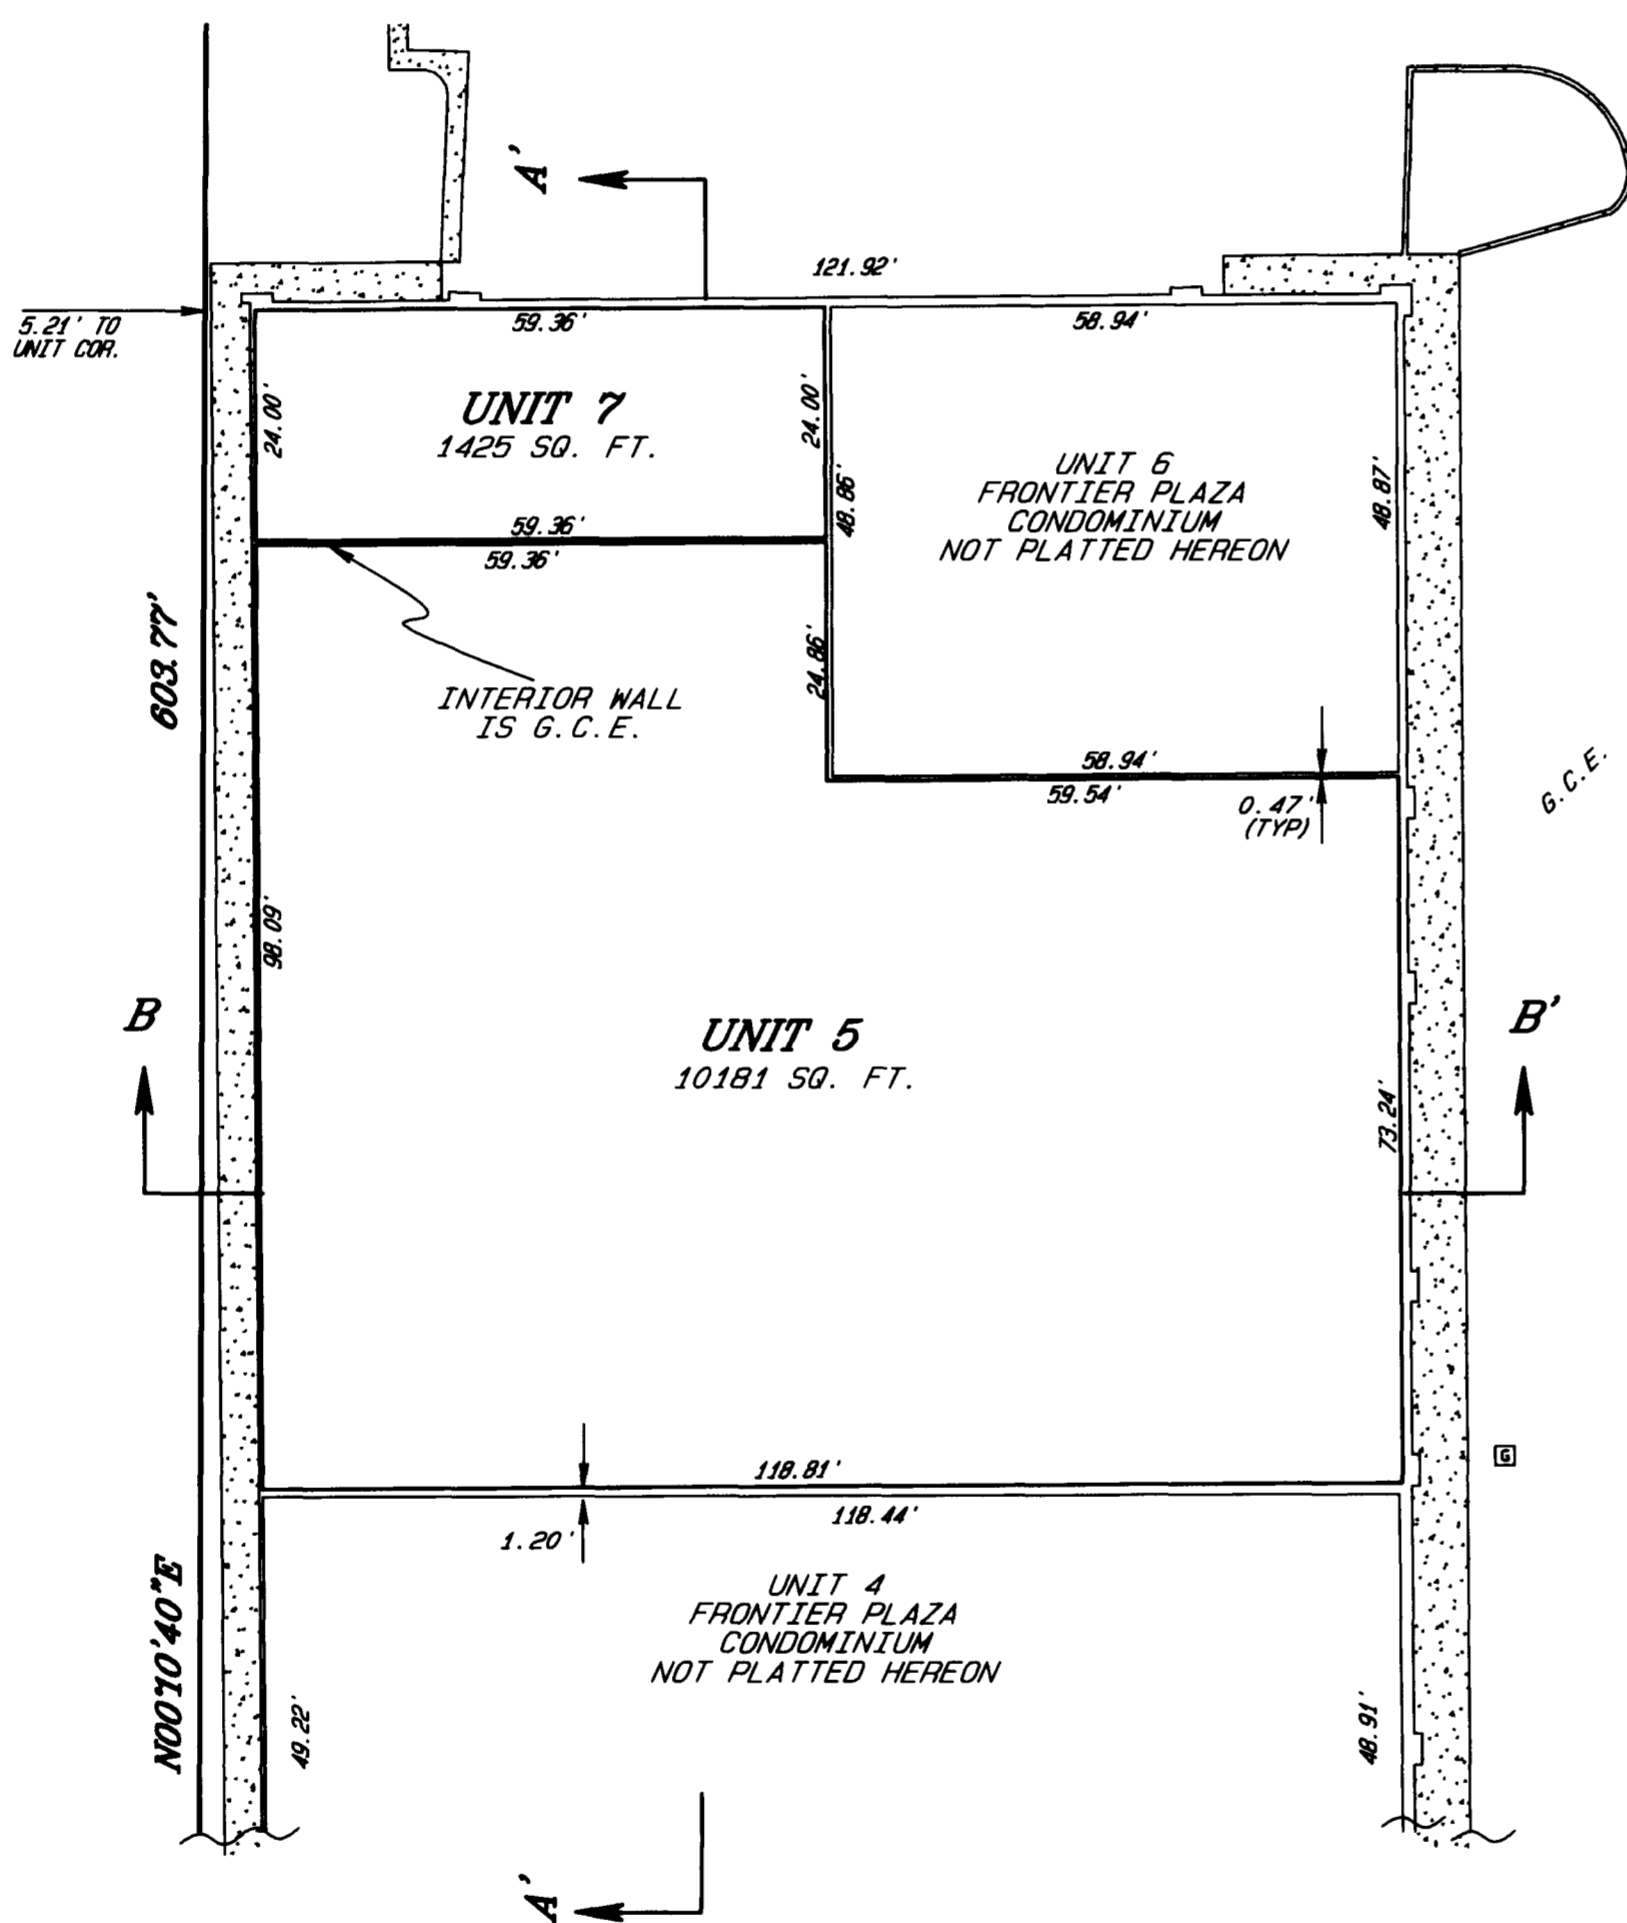 A'
121.92'
5.21' TO
UNIT COR.
59.36'
58.94'
24.00'
UNIT 7
1425 SQ. FT.
24.00'
48.86'
UNIT 6
FRONTIER PLAZA
CONDOMINIUM
NOT PLATTED HEREON
48.87'
59.36'
59.36'
603.77'
INTERIOR WALL
IS G.C.E.
24.86'
58.94'
59.54'
0.47'
(TYP)
G.C.E.
98.09'
B
UNIT 5
10181 SQ. FT.
B'
73.24'
G
118.81'
118.44'
1.20'
N00°10'40"E
UNIT 4
FRONTIER PLAZA
CONDOMINIUM
NOT PLATTED HEREON
49.22'
48.91'
A'